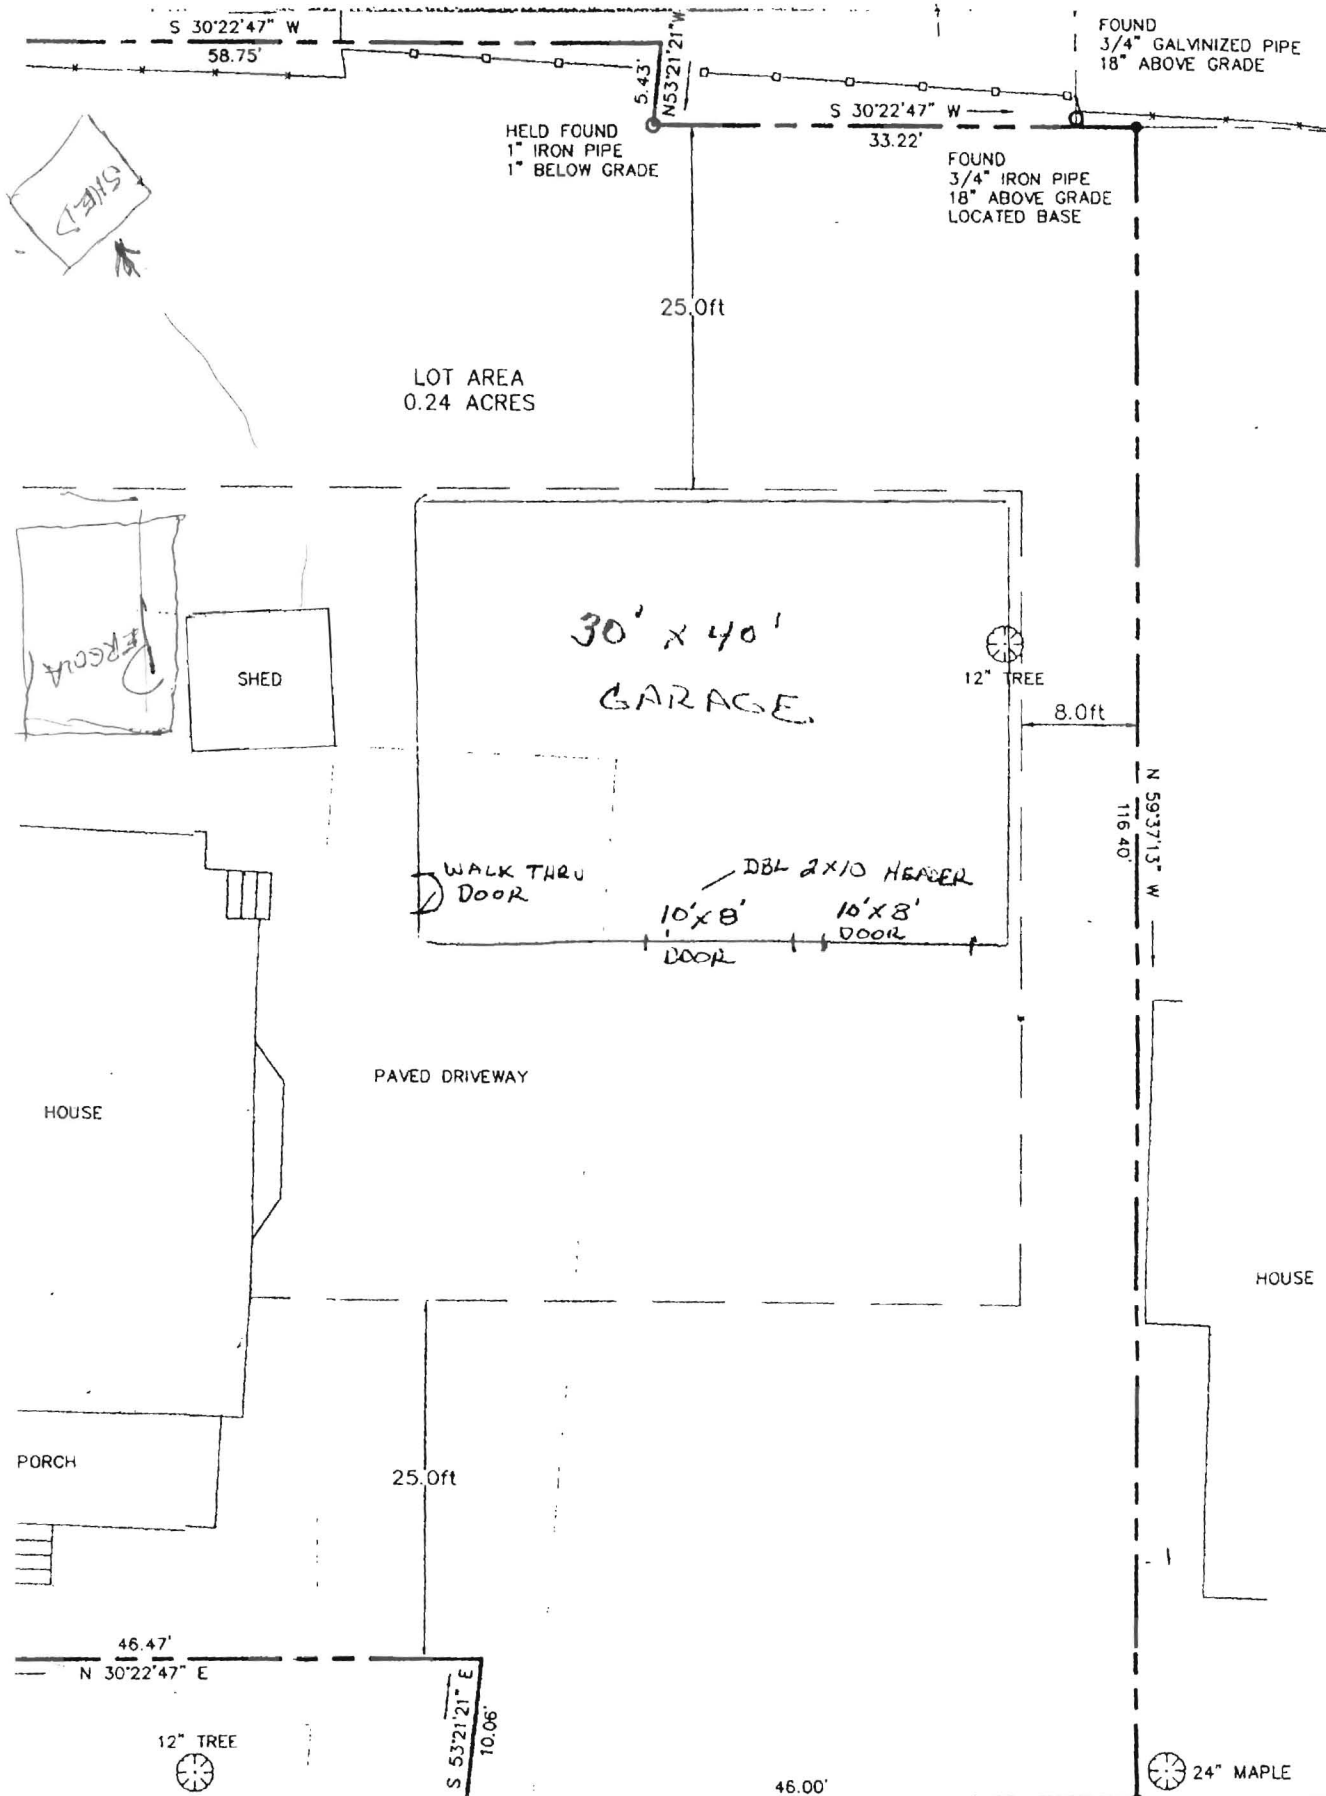 S 30°22'47" W
58.75'
5.43'
N53°21'21"W
FOUND
3/4" GALVINIZED PIPE
18" ABOVE GRADE
S 30°22'47" W
33.22'
HELD FOUND
1" IRON PIPE
1" BELOW GRADE
FOUND
3/4" IRON PIPE
18" ABOVE GRADE
LOCATED BASE
SHED
25.0ft
LOT AREA
0.24 ACRES
PERGOLA
SHED
30' x 40'
GARAGE
12" TREE
8.0ft
N 59°37'13" W
116.40'
WALK THRU
DOOR
DBL 2X10 HEADER
10'X8'
DOOR
10'X8'
DOOR
PAVED DRIVEWAY
HOUSE
HOUSE
PORCH
25.0ft
46.47'
N 30°22'47" E
S 53°21'21" E
10.06'
12" TREE
46.00'
24" MAPLE